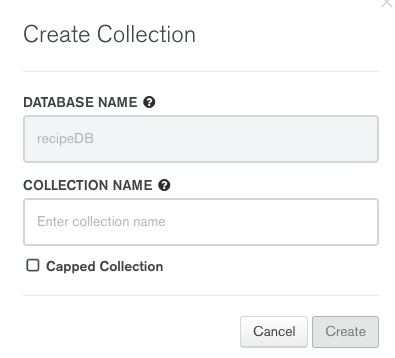 Create Collection
DATABASE NAME
recipeDB
COLLECTION NAME
Enter collection name
Capped Collection
Cancel Create